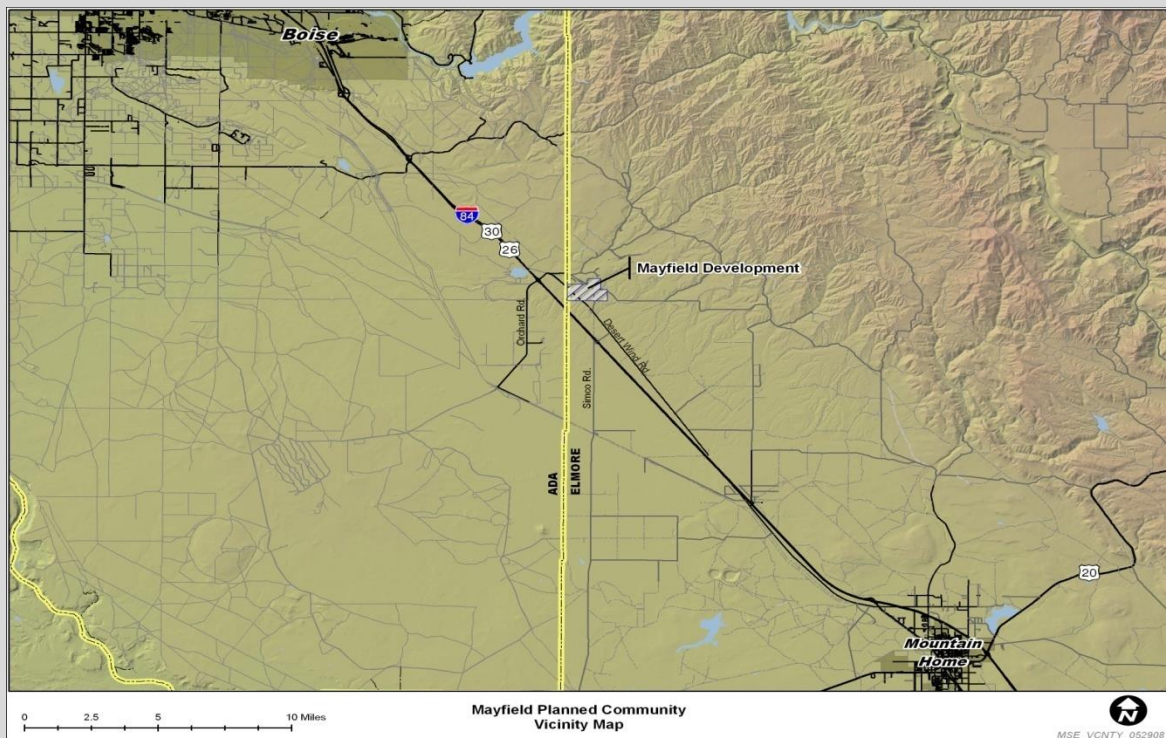 Boise
84
30
26
Mayfield Development
Orchard Rd.
Desert Wind Rd.
Simco Rd.
ADA
ELMORE
20
Mountain
Home
0 2.5 5 10 Miles
Mayfield Planned Community
Vicinity Map
N
MSE_VCNTY_052908